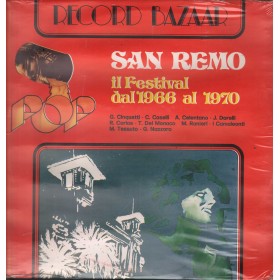 RECORD BAZAAR
POP
SAN REMO
il Festival
dal 1966 al 1970
G. Cinquetti - C. Caselli - A. Celentano - J. Dorelli
R. Carlos - T. Del Monaco - M. Ranieri - I Camaleonti
M. Tessuto - G. Nazzaro